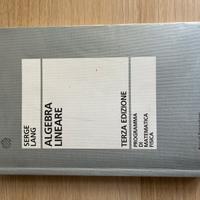 SERGE
LANG
ALGEBRA
LINEARE
TERZA EDIZIONE
PROGRAMMA
DI
MATEMATICA
FISICA